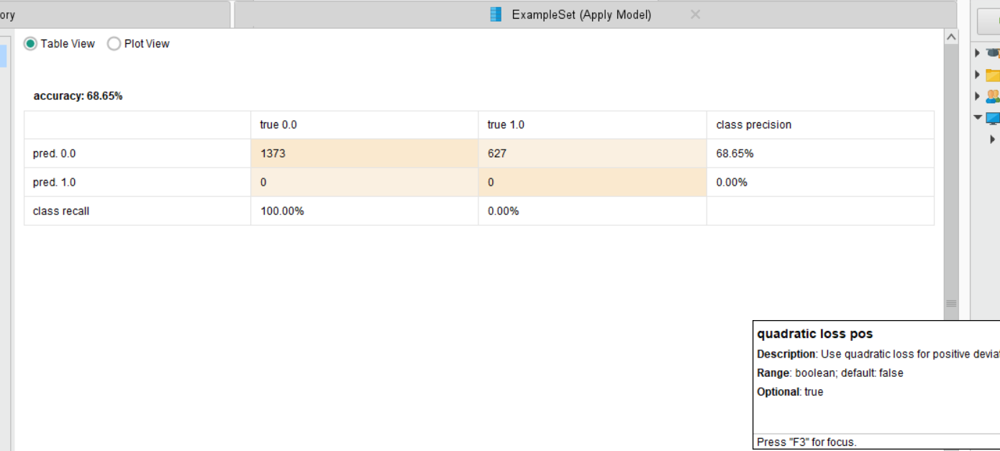 ory
ExampleSet (Apply Model)
Table View Plot View
accuracy: 68.65%
true 0.0 true 1.0 class precision
pred. 0.0 1373 627 68.65%
pred. 1.0 0 0 0.00%
class recall 100.00% 0.00%
quadratic loss pos
Description: Use quadratic loss for positive deviat
Range: boolean; default: false
Optional: true
Press "F3" for focus.